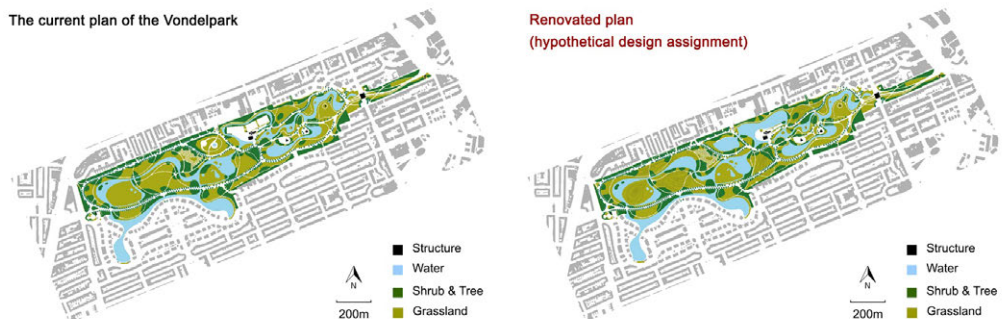 The current plan of the Vondelpark
Structure
Water
Shrub & Tree
Grassland
N
200m
Renovated plan
(hypothetical design assignment)
Structure
Water
Shrub & Tree
Grassland
N
200m